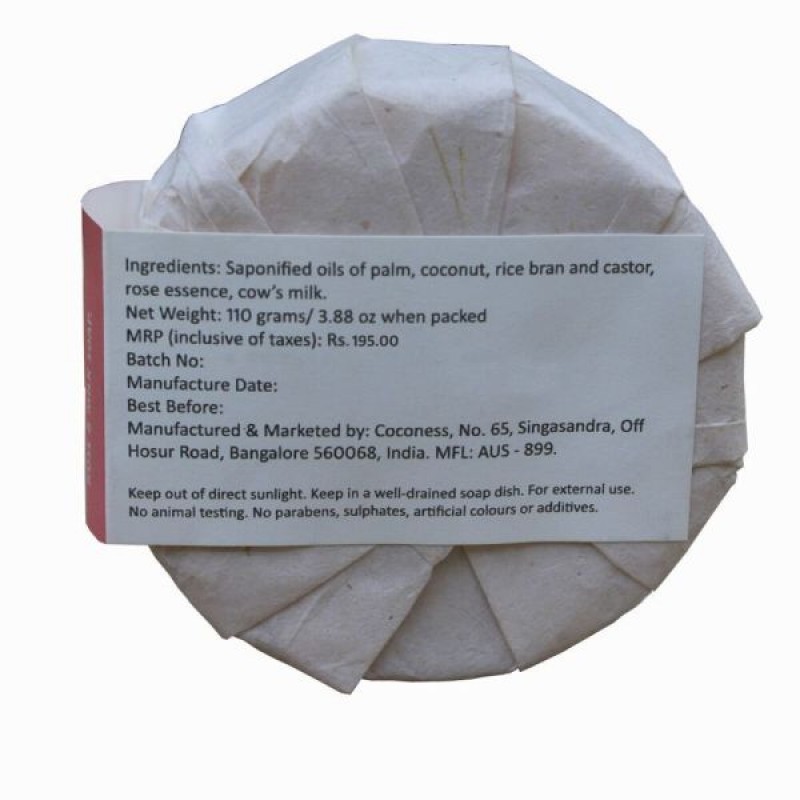 Ingredients: Saponified oils of palm, coconut, rice bran and castor,
rose essence, cow's milk.
Net Weight: 110 grams/ 3.88 oz when packed
MRP (inclusive of taxes): Rs.195.00
Batch No:
Manufacture Date:
Best Before:
Manufactured & Marketed by: Coconess, No. 65, Singasandra, Off
Hosur Road, Bangalore 560068, India. MFL: AUS - 899.
Keep out of direct sunlight. Keep in a well-drained soap dish. For external use.
No animal testing. No parabens, sulphates, artificial colours or additives.